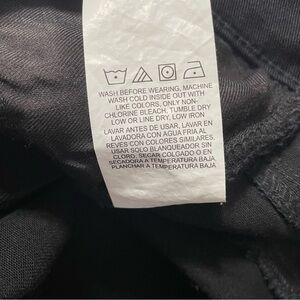 WASH BEFORE WEARING, MACHINE
WASH COLD INSIDE OUT WITH
LIKE COLORS, ONLY NON-
CHLORINE BLEACH, TUMBLE DRY
LOW OR LINE DRY, LOW IRON
LAVAR ANTES DE USAR, LAVAR EN
LAVADORA CON AGUA FRIA AL
REVES CON COLORES SIMILARES,
USAR SOLO BLANQUEADOR SIN
CLORO, SECAR COLGADO O EN
SECADORA A TEMPERATURA BAJA,
PLANCHAR A TEMPERATURA BAJA